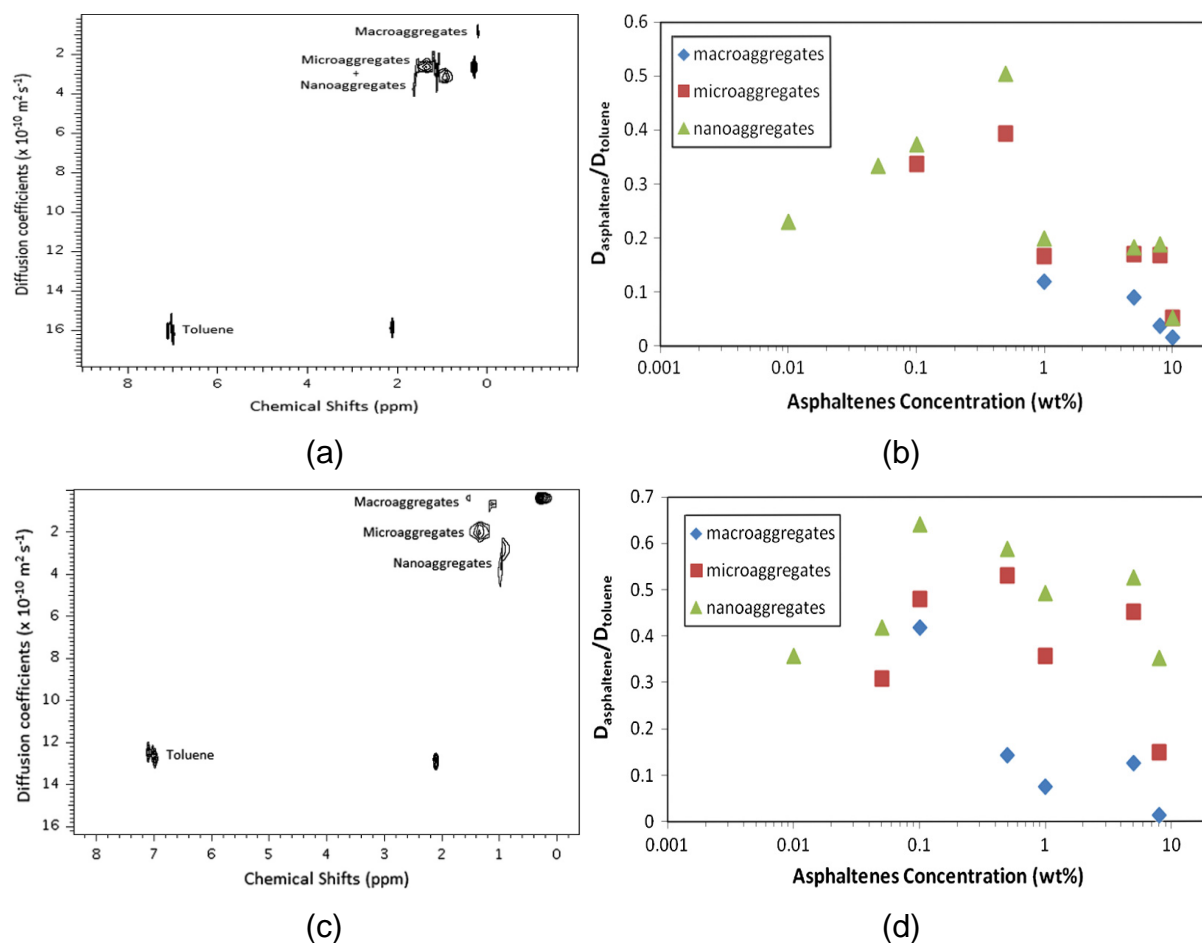 Macroaggregates
Microaggregates
+
Nanoaggregates
Toluene
2
4
6
8
10
12
14
16
Diffusion coefficients (x 10⁻¹⁰ m² s⁻¹)
8 6 4 2 0
Chemical Shifts (ppm)
(a)
macroaggregates
microaggregates
nanoaggregates
0.6
0.5
0.4
0.3
0.2
0.1
0
D_asphaltene/D_toluene
0.001 0.01 0.1 1 10
Asphaltenes Concentration (wt%)
(b)
Macroaggregates
Microaggregates
Nanoaggregates
Toluene
2
4
6
8
10
12
14
16
Diffusion coefficients (x 10⁻¹⁰ m² s⁻¹)
8 7 6 5 4 3 2 1 0
Chemical Shifts (ppm)
(c)
macroaggregates
microaggregates
nanoaggregates
0.7
0.6
0.5
0.4
0.3
0.2
0.1
0
D_asphaltene/D_toluene
0.001 0.01 0.1 1 10
Asphaltenes Concentration (wt%)
(d)